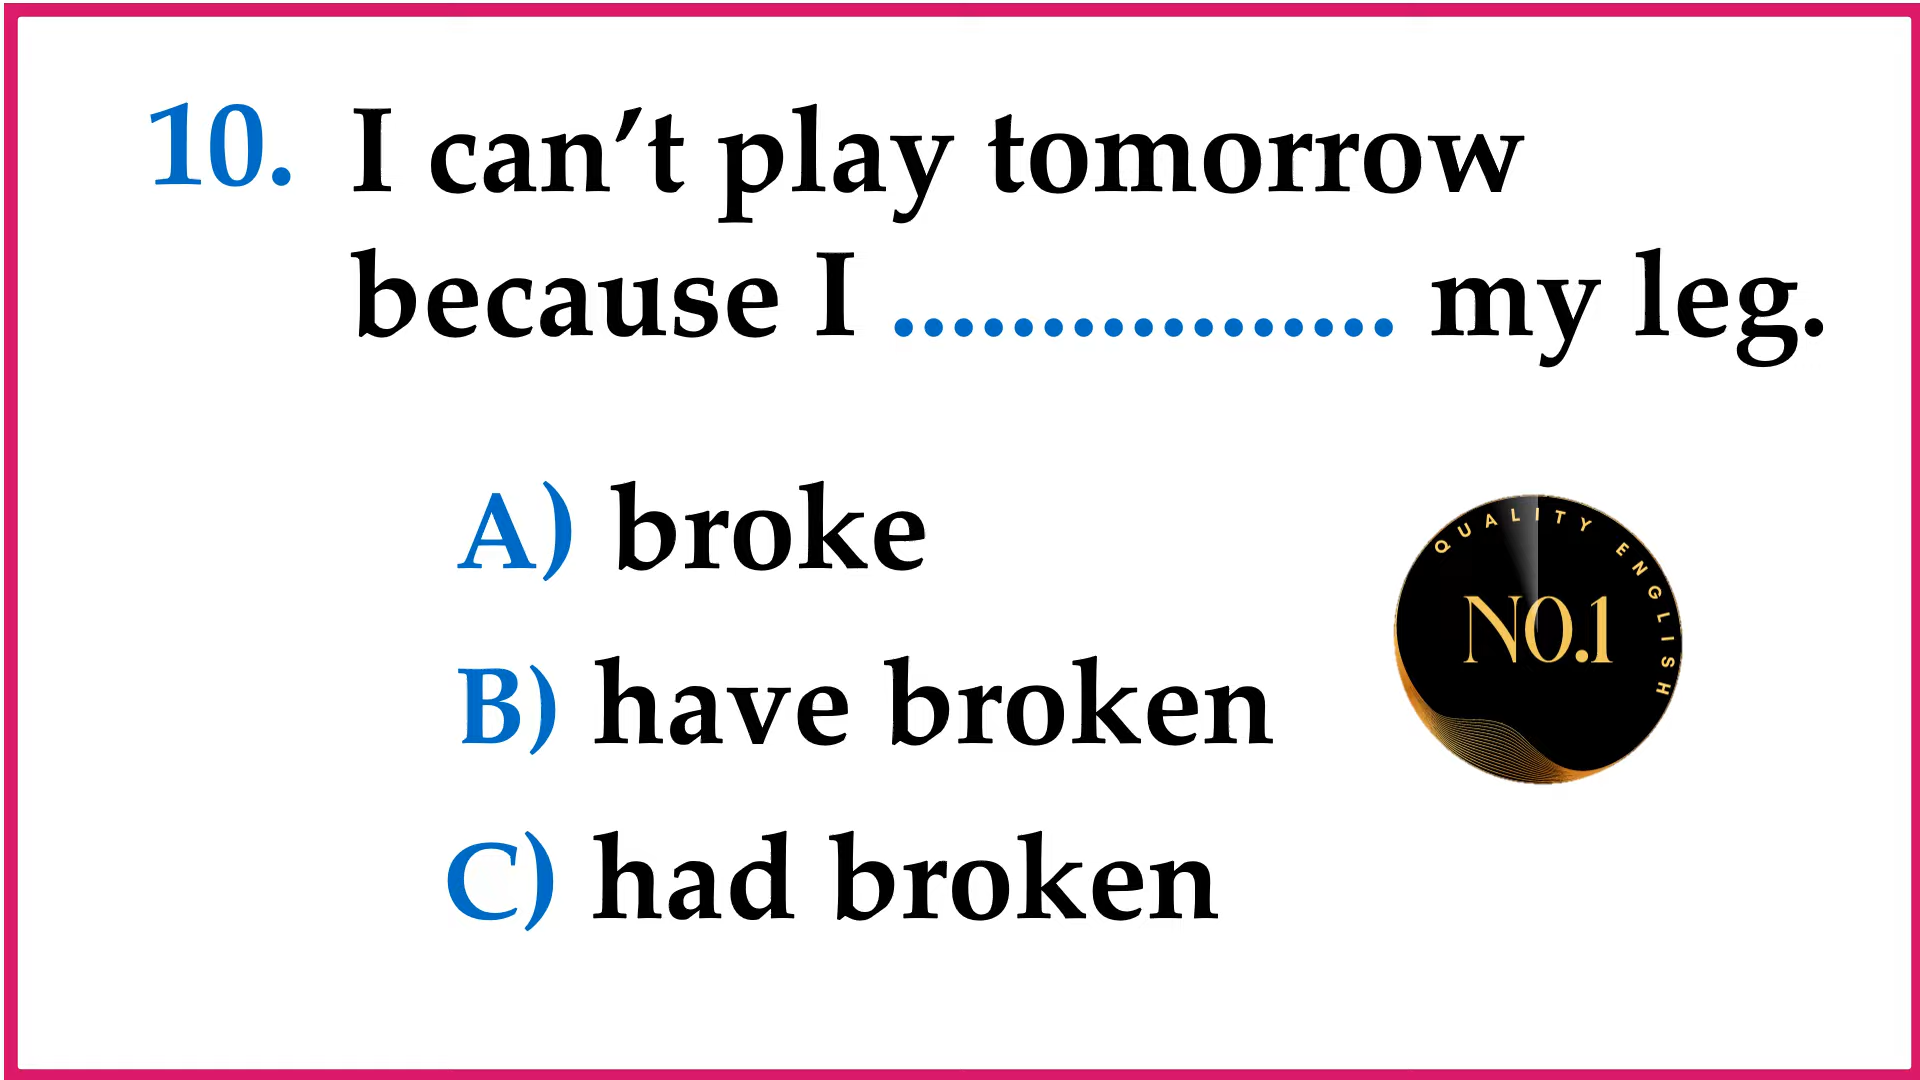 10. I can’t play tomorrow
because I ................. my leg.
A) broke
B) have broken
C) had broken
QUALITY ENGLISH
NO.1